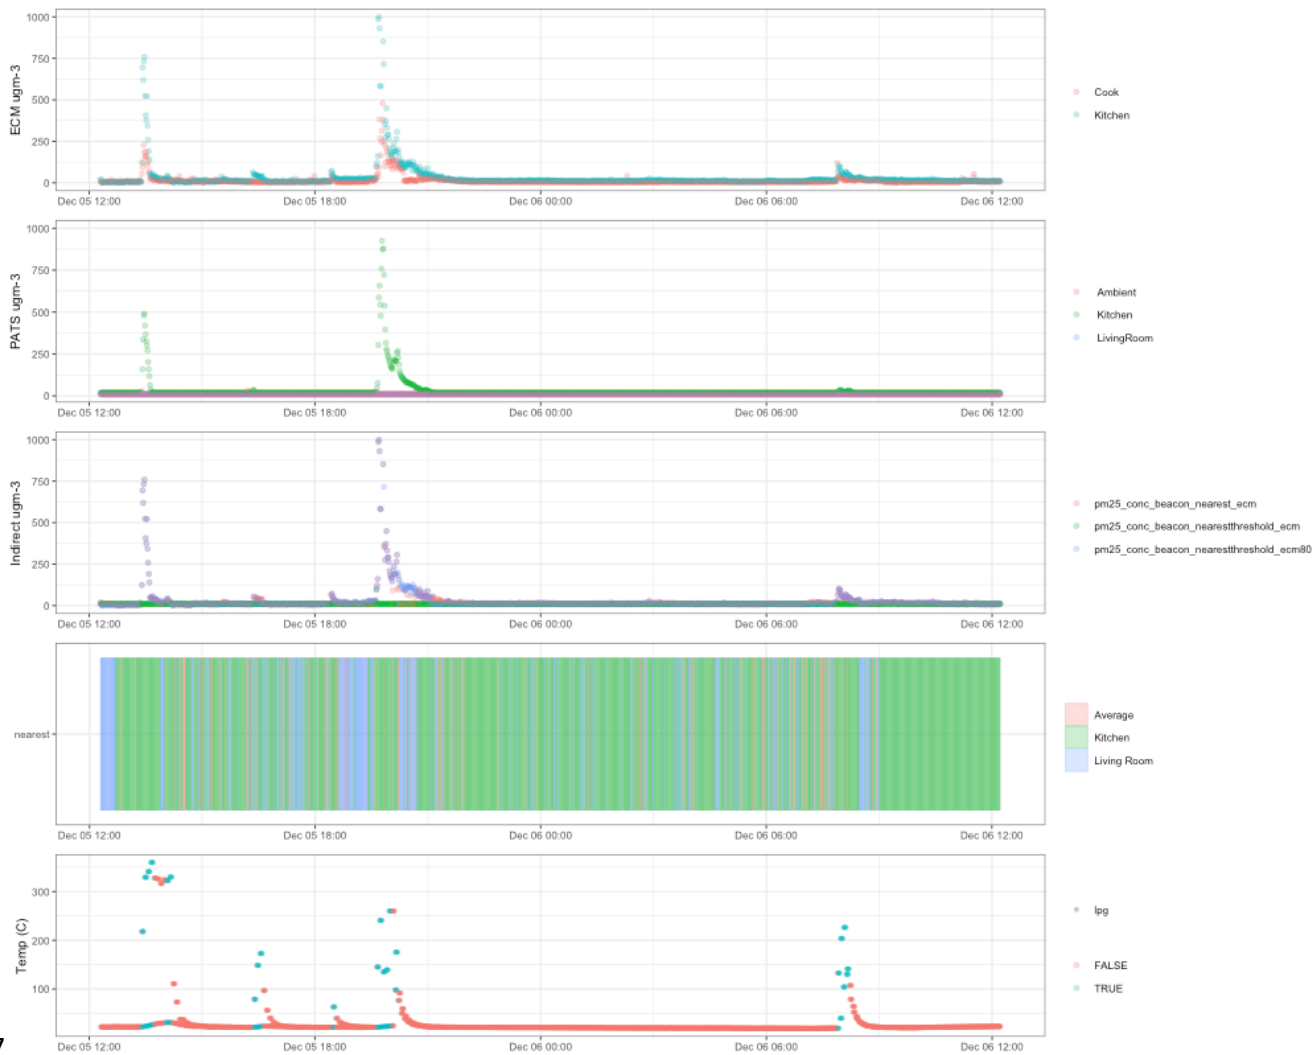 ECM ugm-3
1000
750
500
250
0
Dec 05 12:00 Dec 05 18:00 Dec 06 00:00 Dec 06 06:00 Dec 06 12:00
Cook
Kitchen
PATS ugm-3
1000
750
500
250
0
Dec 05 12:00 Dec 05 18:00 Dec 06 00:00 Dec 06 06:00 Dec 06 12:00
Ambient
Kitchen
LivingRoom
Indirect ugm-3
1000
750
500
250
0
Dec 05 12:00 Dec 05 18:00 Dec 06 00:00 Dec 06 06:00 Dec 06 12:00
pm25_conc_beacon_nearest_ecm
pm25_conc_beacon_nearestthreshold_ecm
pm25_conc_beacon_nearestthreshold_ecm80
nearest
Dec 05 12:00 Dec 05 18:00 Dec 06 00:00 Dec 06 06:00 Dec 06 12:00
Average
Kitchen
Living Room
Temp (C)
300
200
100
Dec 05 12:00 Dec 05 18:00 Dec 06 00:00 Dec 06 06:00 Dec 06 12:00
lpg
FALSE
TRUE